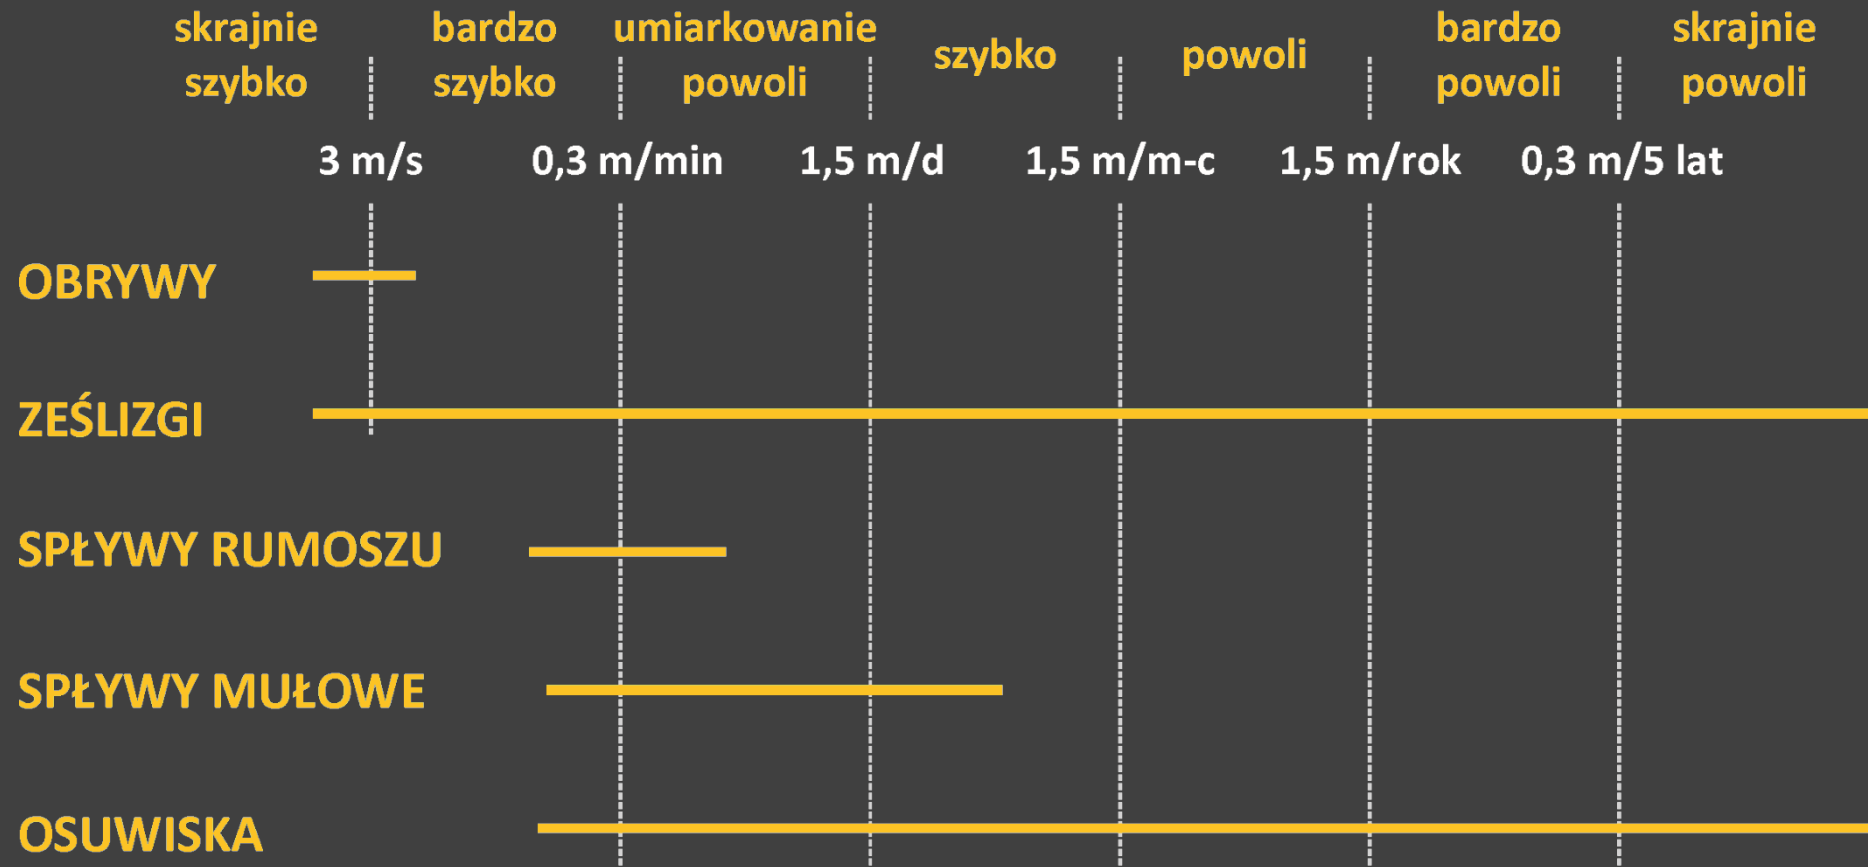 skrajnie
szybko
bardzo
szybko
umiarkowanie
powoli
szybko
powoli
bardzo
powoli
skrajnie
powoli
3 m/s
0,3 m/min
1,5 m/d
1,5 m/m-c
1,5 m/rok
0,3 m/5 lat
OBRYWY
ZEŚLIZGI
SPŁYWY RUMOSZU
SPŁYWY MUŁOWE
OSUWISKA